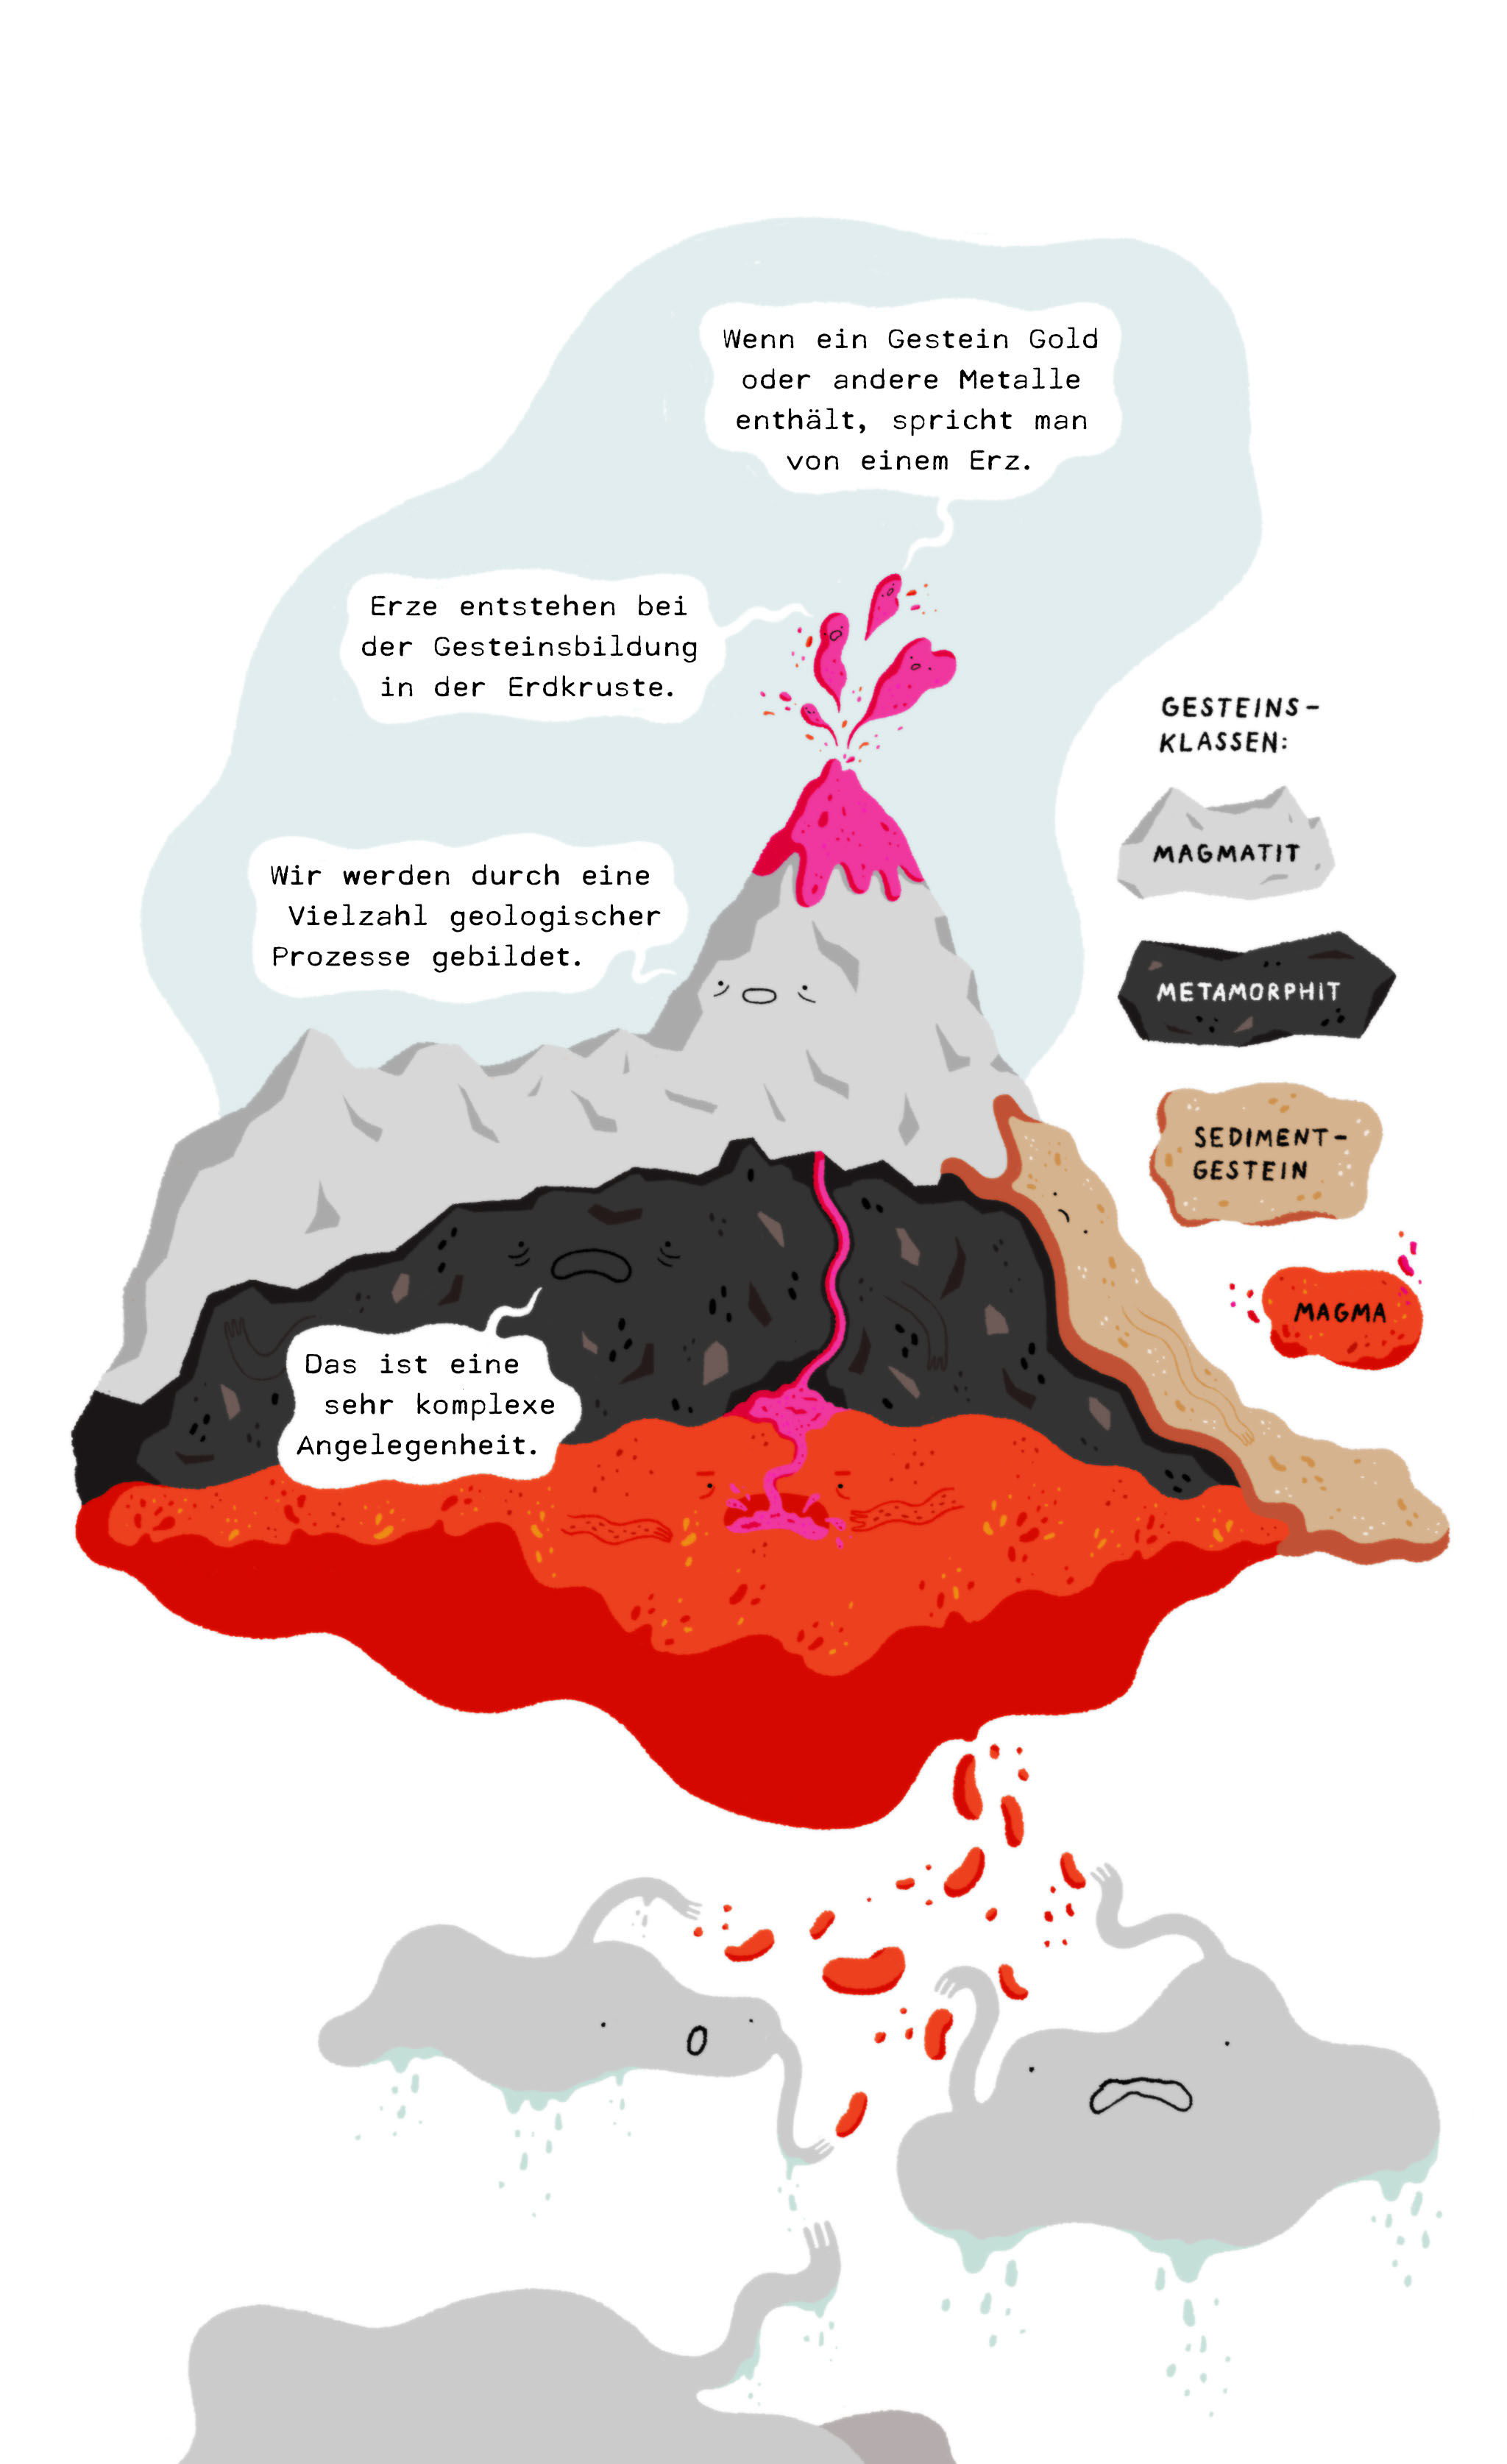 Wenn ein Gestein Gold
oder andere Metalle
enthält, spricht man
von einem Erz.
Erze entstehen bei
der Gesteinsbildung
in der Erdkruste.
GESTEINS-
KLASSEN:
MAGMATIT
Wir werden durch eine
Vielzahl geologischer
Prozesse gebildet.
METAMORPHIT
SEDIMENT-
GESTEIN
MAGMA
Das ist eine
sehr komplexe
Angelegenheit.